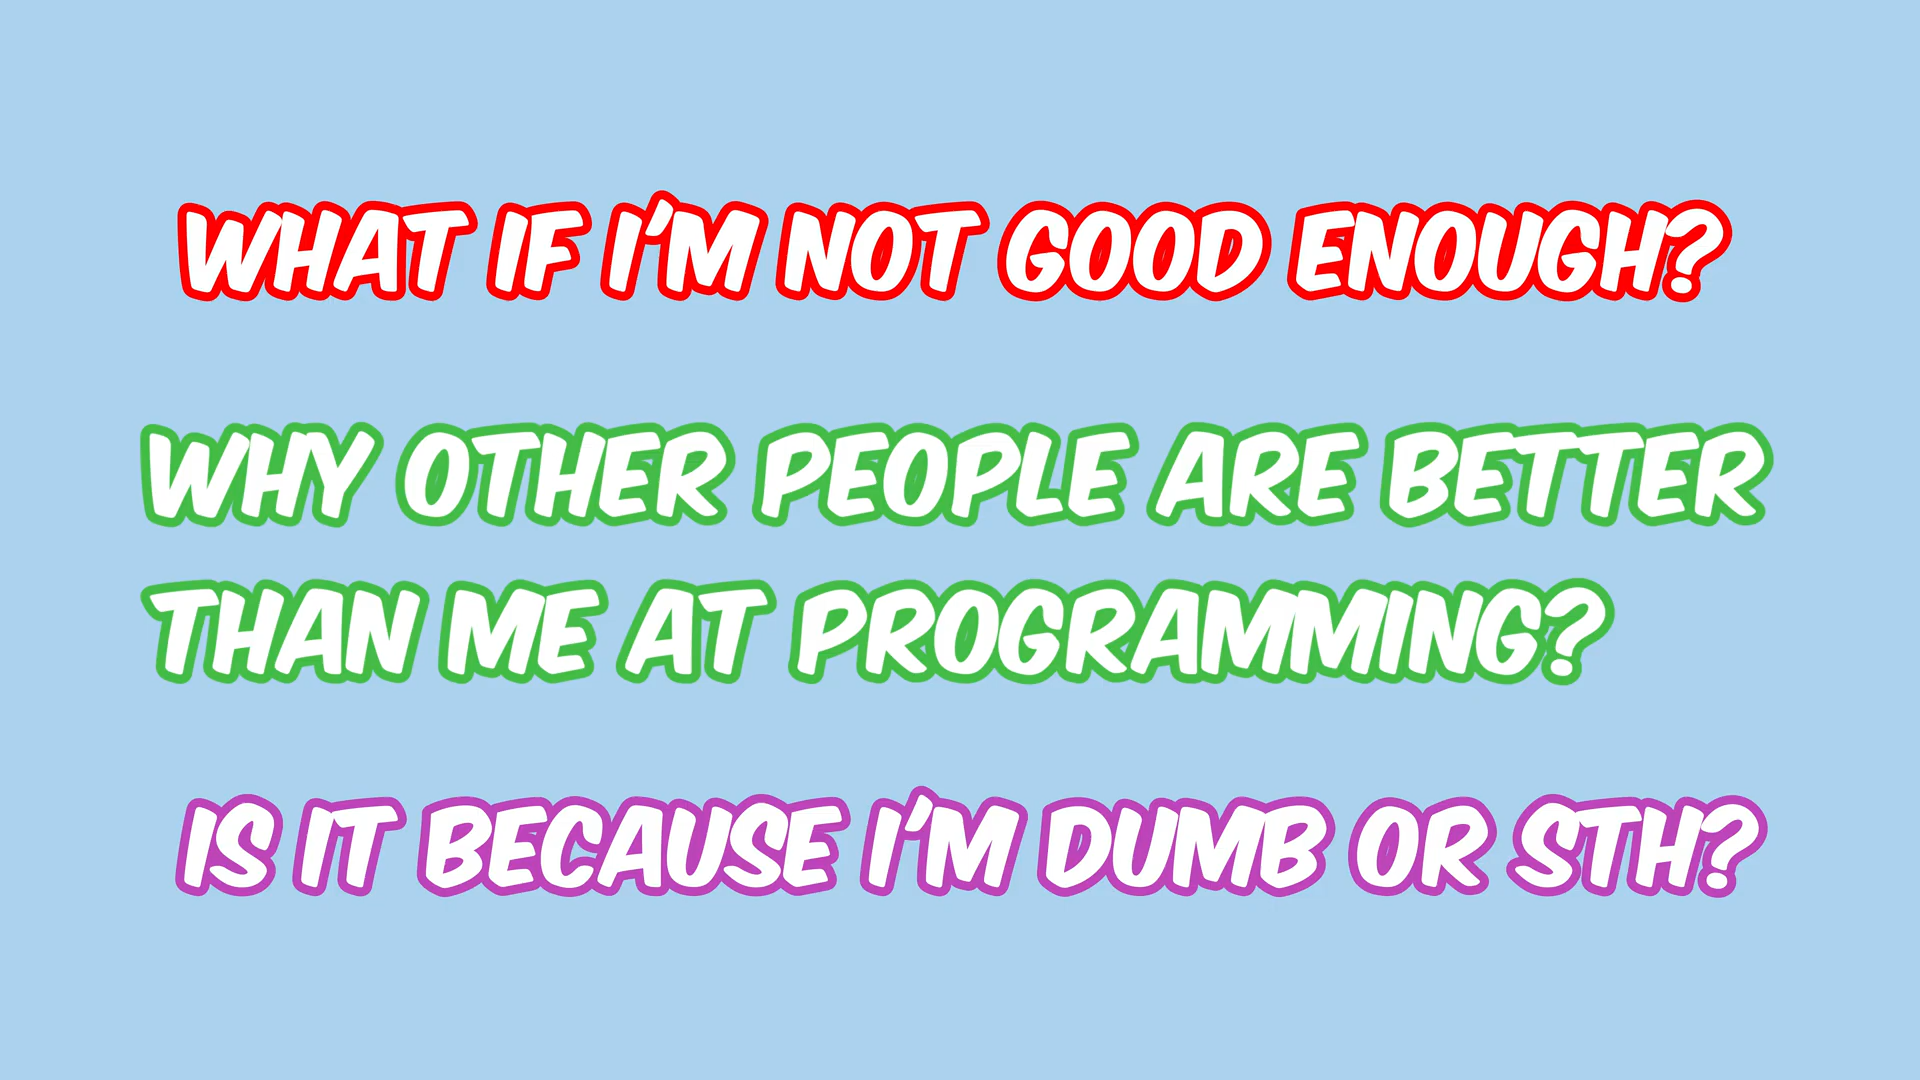 WHAT IF I'M NOT GOOD ENOUGH?
WHY OTHER PEOPLE ARE BETTER
THAN ME AT PROGRAMMING?
IS IT BECAUSE I'M DUMB OR STH?